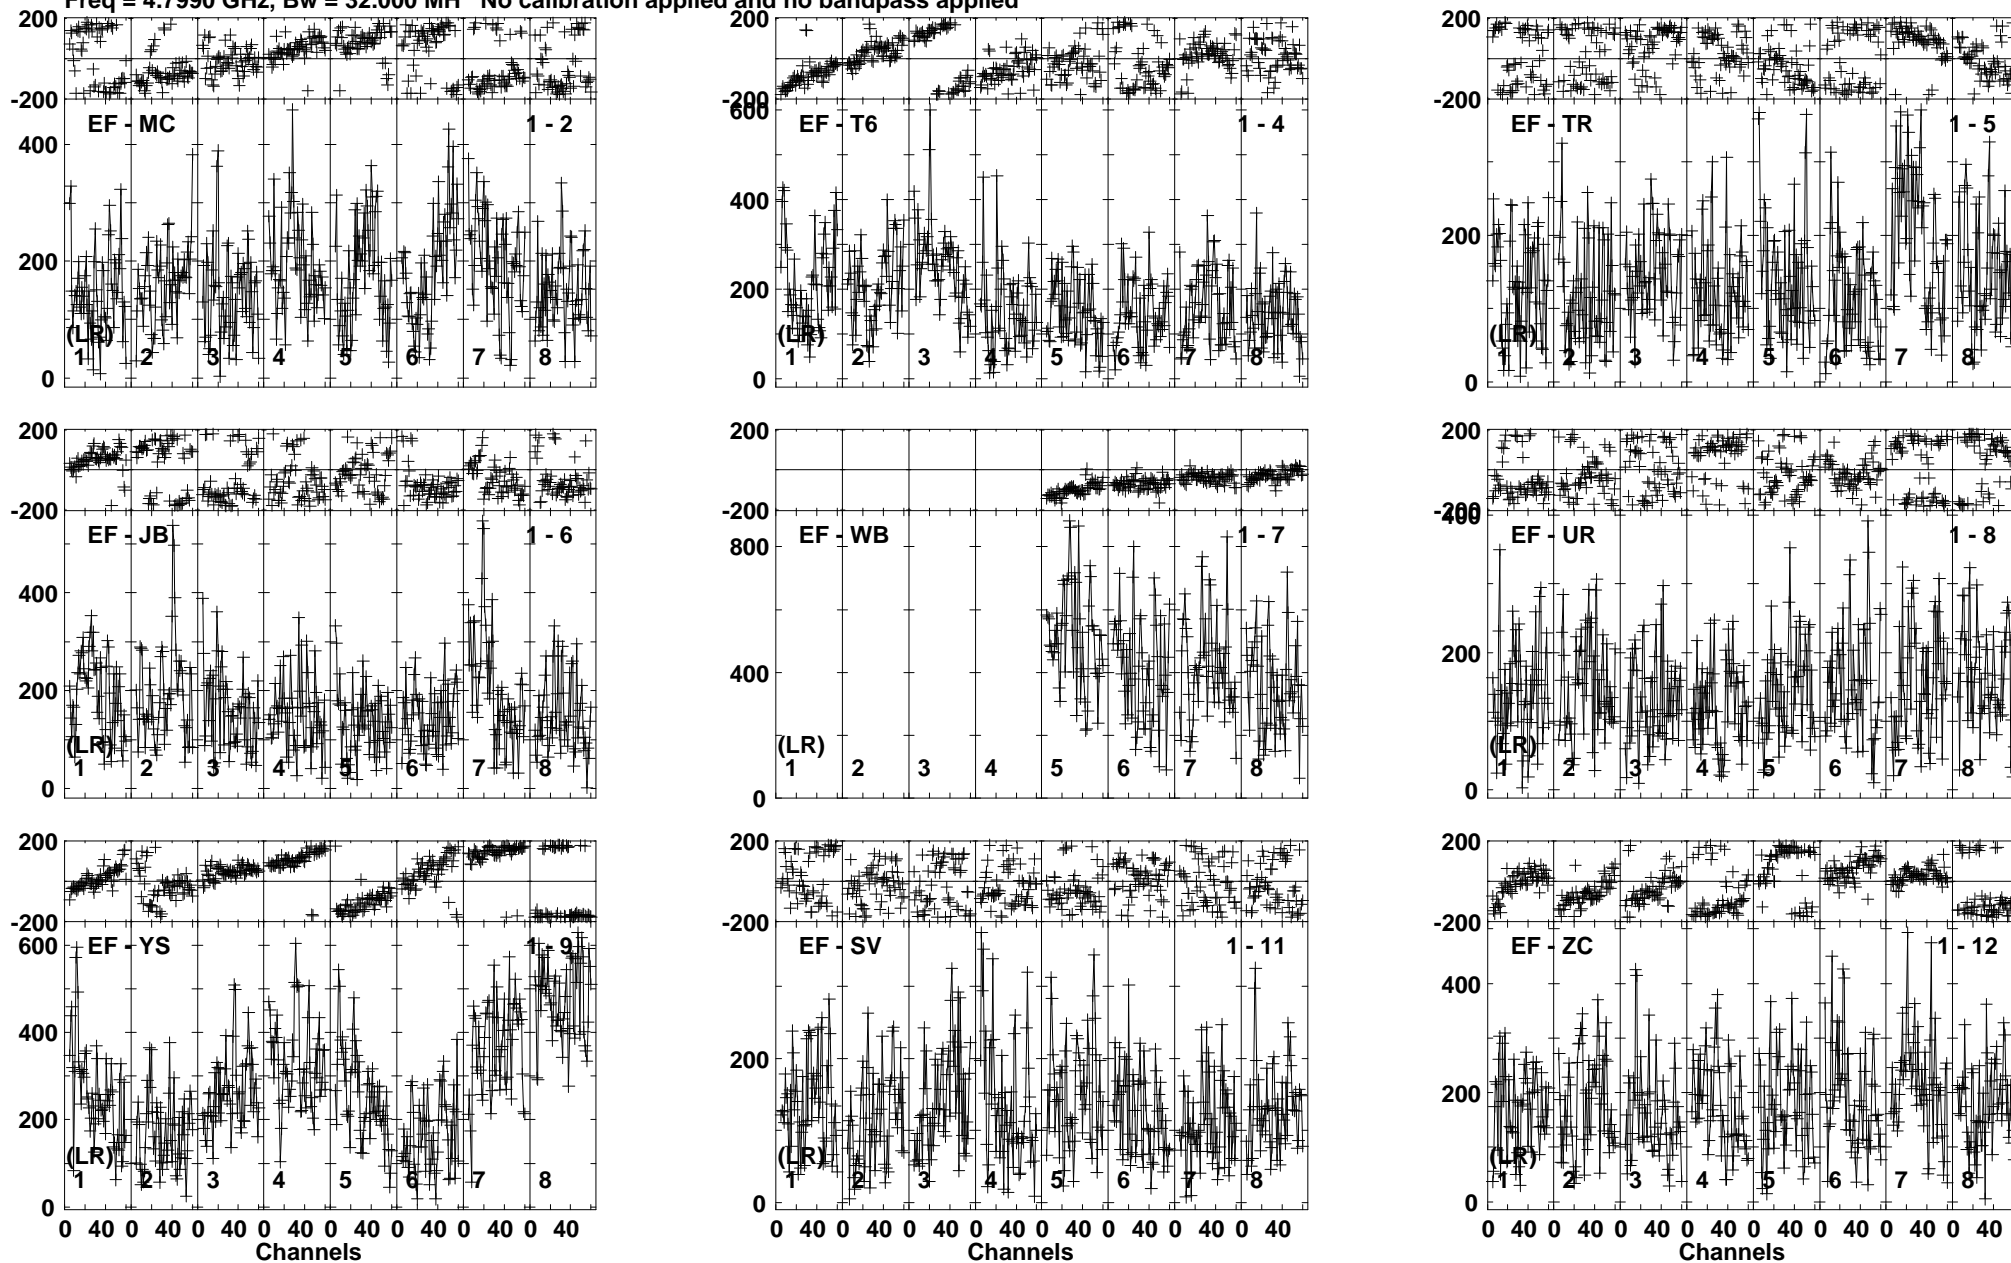 Freq = 4.7990 GHz, Bw = 32.000 MH No calibration applied and no bandpass applied
200 200 200
-200 -200 -200
EF - MC 1 - 2
400
200
0
(LR)
1 2 3 4 5 6 7 8
600
EF - T6 1 - 4
400
200
0
(LR)
1 2 3 4 5 6 7 8
EF - TR 1 - 5
200
0
(LR)
1 2 3 4 5 6 7 8
200 200 200
-200 -200 -200
EF - JB 1 - 6
400
200
0
(LR)
1 2 3 4 5 6 7 8
EF - WB 1 - 7
800
400
0
(LR)
1 2 3 4 5 6 7 8
400
EF - UR 1 - 8
200
0
(LR)
1 2 3 4 5 6 7 8
200 200 200
-200 -200 -200
EF - YS 1 - 9
600
400
200
0
(LR)
1 2 3 4 5 6 7 8
EF - SV 1 - 11
200
0
(LR)
1 2 3 4 5 6 7 8
EF - ZC 1 - 12
400
200
0
(LR)
1 2 3 4 5 6 7 8
0 40 0 40 0 40 0 40 0 40 0 40 0 40 0 40
Channels
0 40 0 40 0 40 0 40 0 40 0 40 0 40 0 40
0 40 0 40 0 40 0 40 0 40 0 40 0 40 0 40
Channels